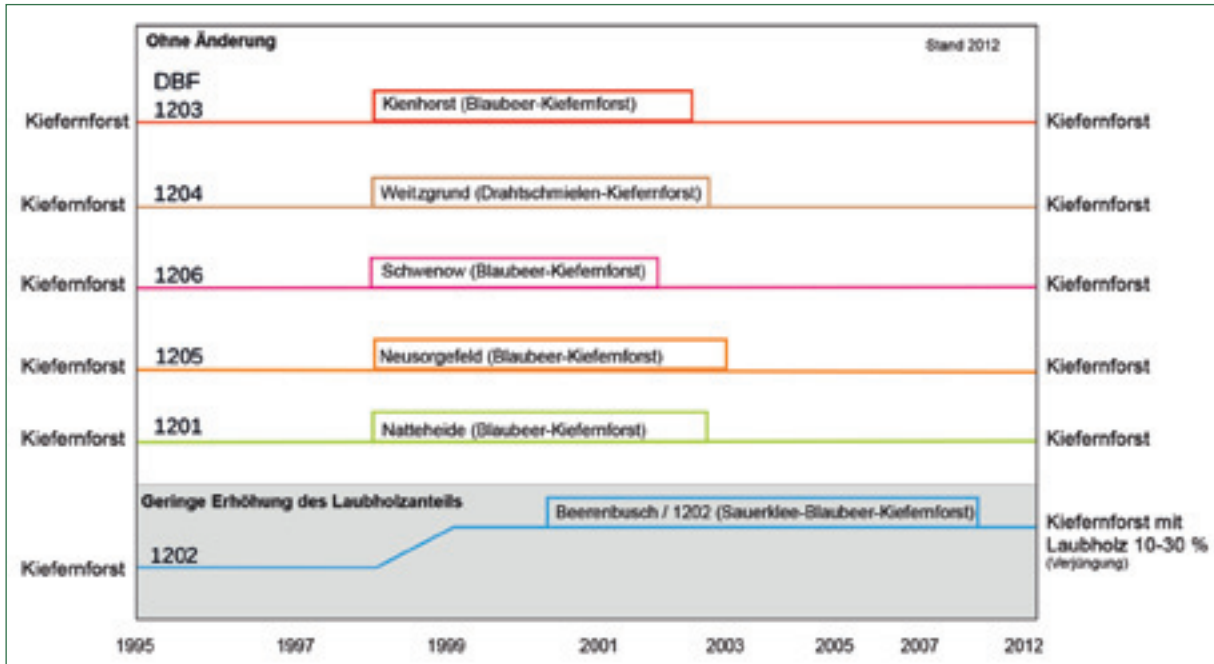 Ohne Änderung
Stand 2012
DBF
1203
Kienhorst (Blaubeer-Kiefernforst)
Kiefernforst
Kiefernforst
1204
Weitzgrund (Drahtschmielen-Kiefernforst)
Kiefernforst
Kiefernforst
1206
Schwenow (Blaubeer-Kiefernforst)
Kiefernforst
Kiefernforst
1205
Neusorgefeld (Blaubeer-Kiefernforst)
Kiefernforst
Kiefernforst
1201
Natteheide (Blaubeer-Kiefernforst)
Kiefernforst
Kiefernforst
Geringe Erhöhung des Laubholzanteils
Beerenbusch / 1202 (Sauerklee-Blaubeer-Kiefernforst)
Kiefernforst mit
Laubholz 10-30 %
(Verjüngung)
1202
Kiefernforst
1995 1997 1999 2001 2003 2005 2007 2012